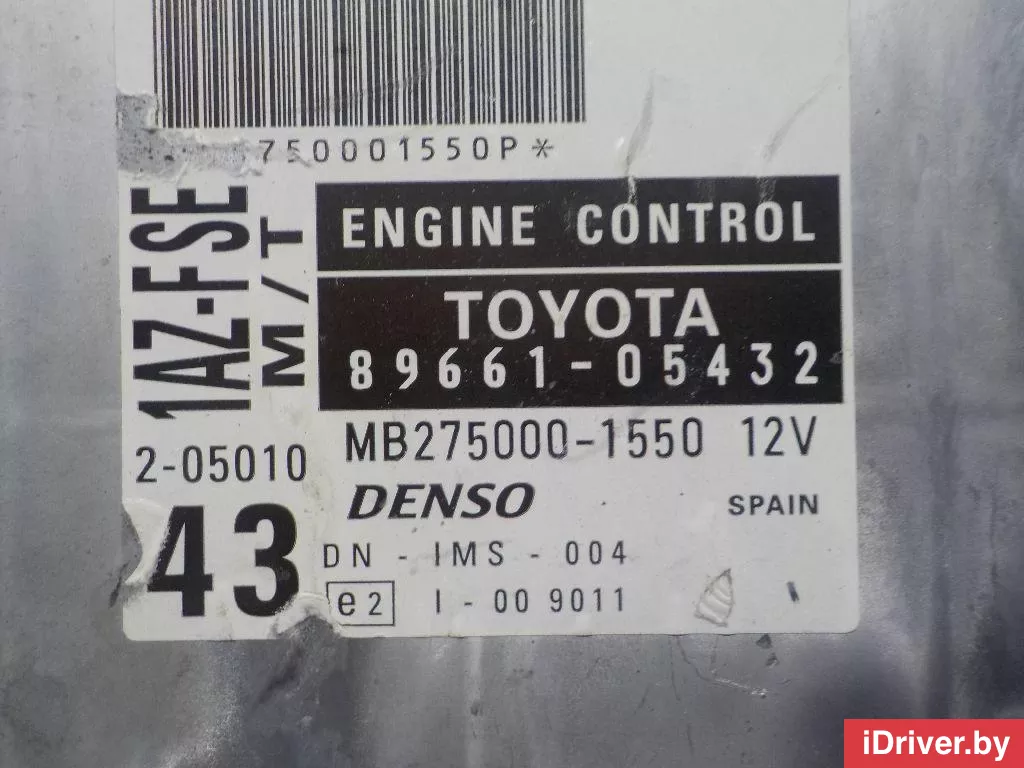 750001550P*
1AZ-FSE
M/T
ENGINE CONTROL
TOYOTA
89661-05432
2-05010
MB275000-1550 12V
DENSO
SPAIN
43
DN - IMS - 004
e2
I - 00 9011
iDriver.by